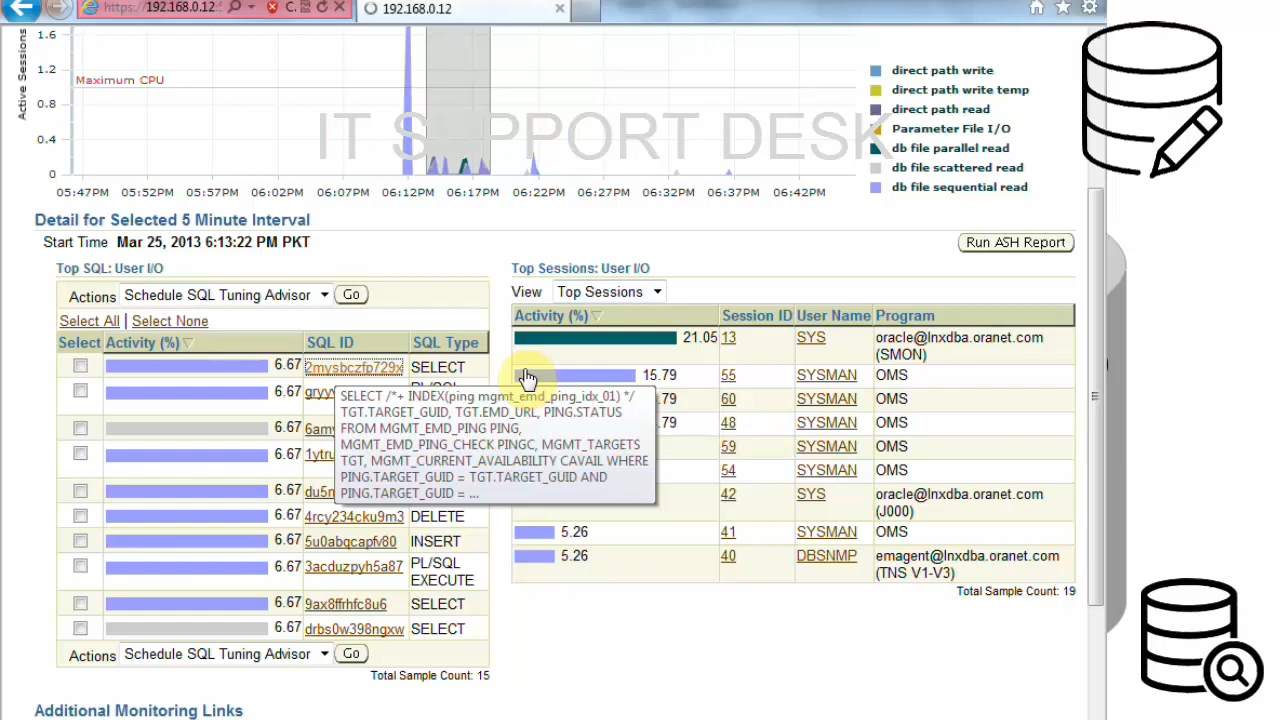 https://192.168.0.12:
C.
192.168.0.12
Active Sessions
1.6
1.2
0.8
0.4
0
Maximum CPU
IT SUPPORT DESK
05:47PM 05:52PM 05:57PM 06:02PM 06:07PM 06:12PM 06:17PM 06:22PM 06:27PM 06:32PM 06:37PM 06:42PM
direct path write
direct path write temp
direct path read
Parameter File I/O
db file parallel read
db file scattered read
db file sequential read
Detail for Selected 5 Minute Interval
Start Time Mar 25, 2013 6:13:22 PM PKT
Run ASH Report
Top SQL: User I/O
Actions Schedule SQL Tuning Advisor Go
Select All | Select None
Select Activity (%) SQL ID SQL Type
6.67 2mysbczfp729x SELECT
6.67 gryy PL/SQL
6.67 6am
6.67 1ytru
6.67 du5n
6.67 4rcy234cku9m3 DELETE
6.67 5u0abqcapfv80 INSERT
6.67 3acduzpyh5a87 PL/SQL
EXECUTE
6.67 9ax8ffrhfc8u6 SELECT
6.67 drbs0w398ngxw SELECT
Actions Schedule SQL Tuning Advisor Go
Total Sample Count: 15
SELECT /*+ INDEX(ping mgmt_emd_ping_idx_01) */
TGT.TARGET_GUID, TGT.EMD_URL, PING.STATUS
FROM MGMT_EMD_PING PING,
MGMT_EMD_PING_CHECK PINGC, MGMT_TARGETS
TGT, MGMT_CURRENT_AVAILABILITY CAVAIL WHERE
PING.TARGET_GUID = TGT.TARGET_GUID AND
PING.TARGET_GUID = ...
Top Sessions: User I/O
View Top Sessions
Activity (%) Session ID User Name Program
21.05 13 SYS oracle@lnxdba.oranet.com
(SMON)
15.79 55 SYSMAN OMS
.79 60 SYSMAN OMS
.79 48 SYSMAN OMS
59 SYSMAN OMS
54 SYSMAN OMS
42 SYS oracle@lnxdba.oranet.com
(J000)
5.26 41 SYSMAN OMS
5.26 40 DBSNMP emagent@lnxdba.oranet.com
(TNS V1-V3)
Total Sample Count: 19
Additional Monitoring Links